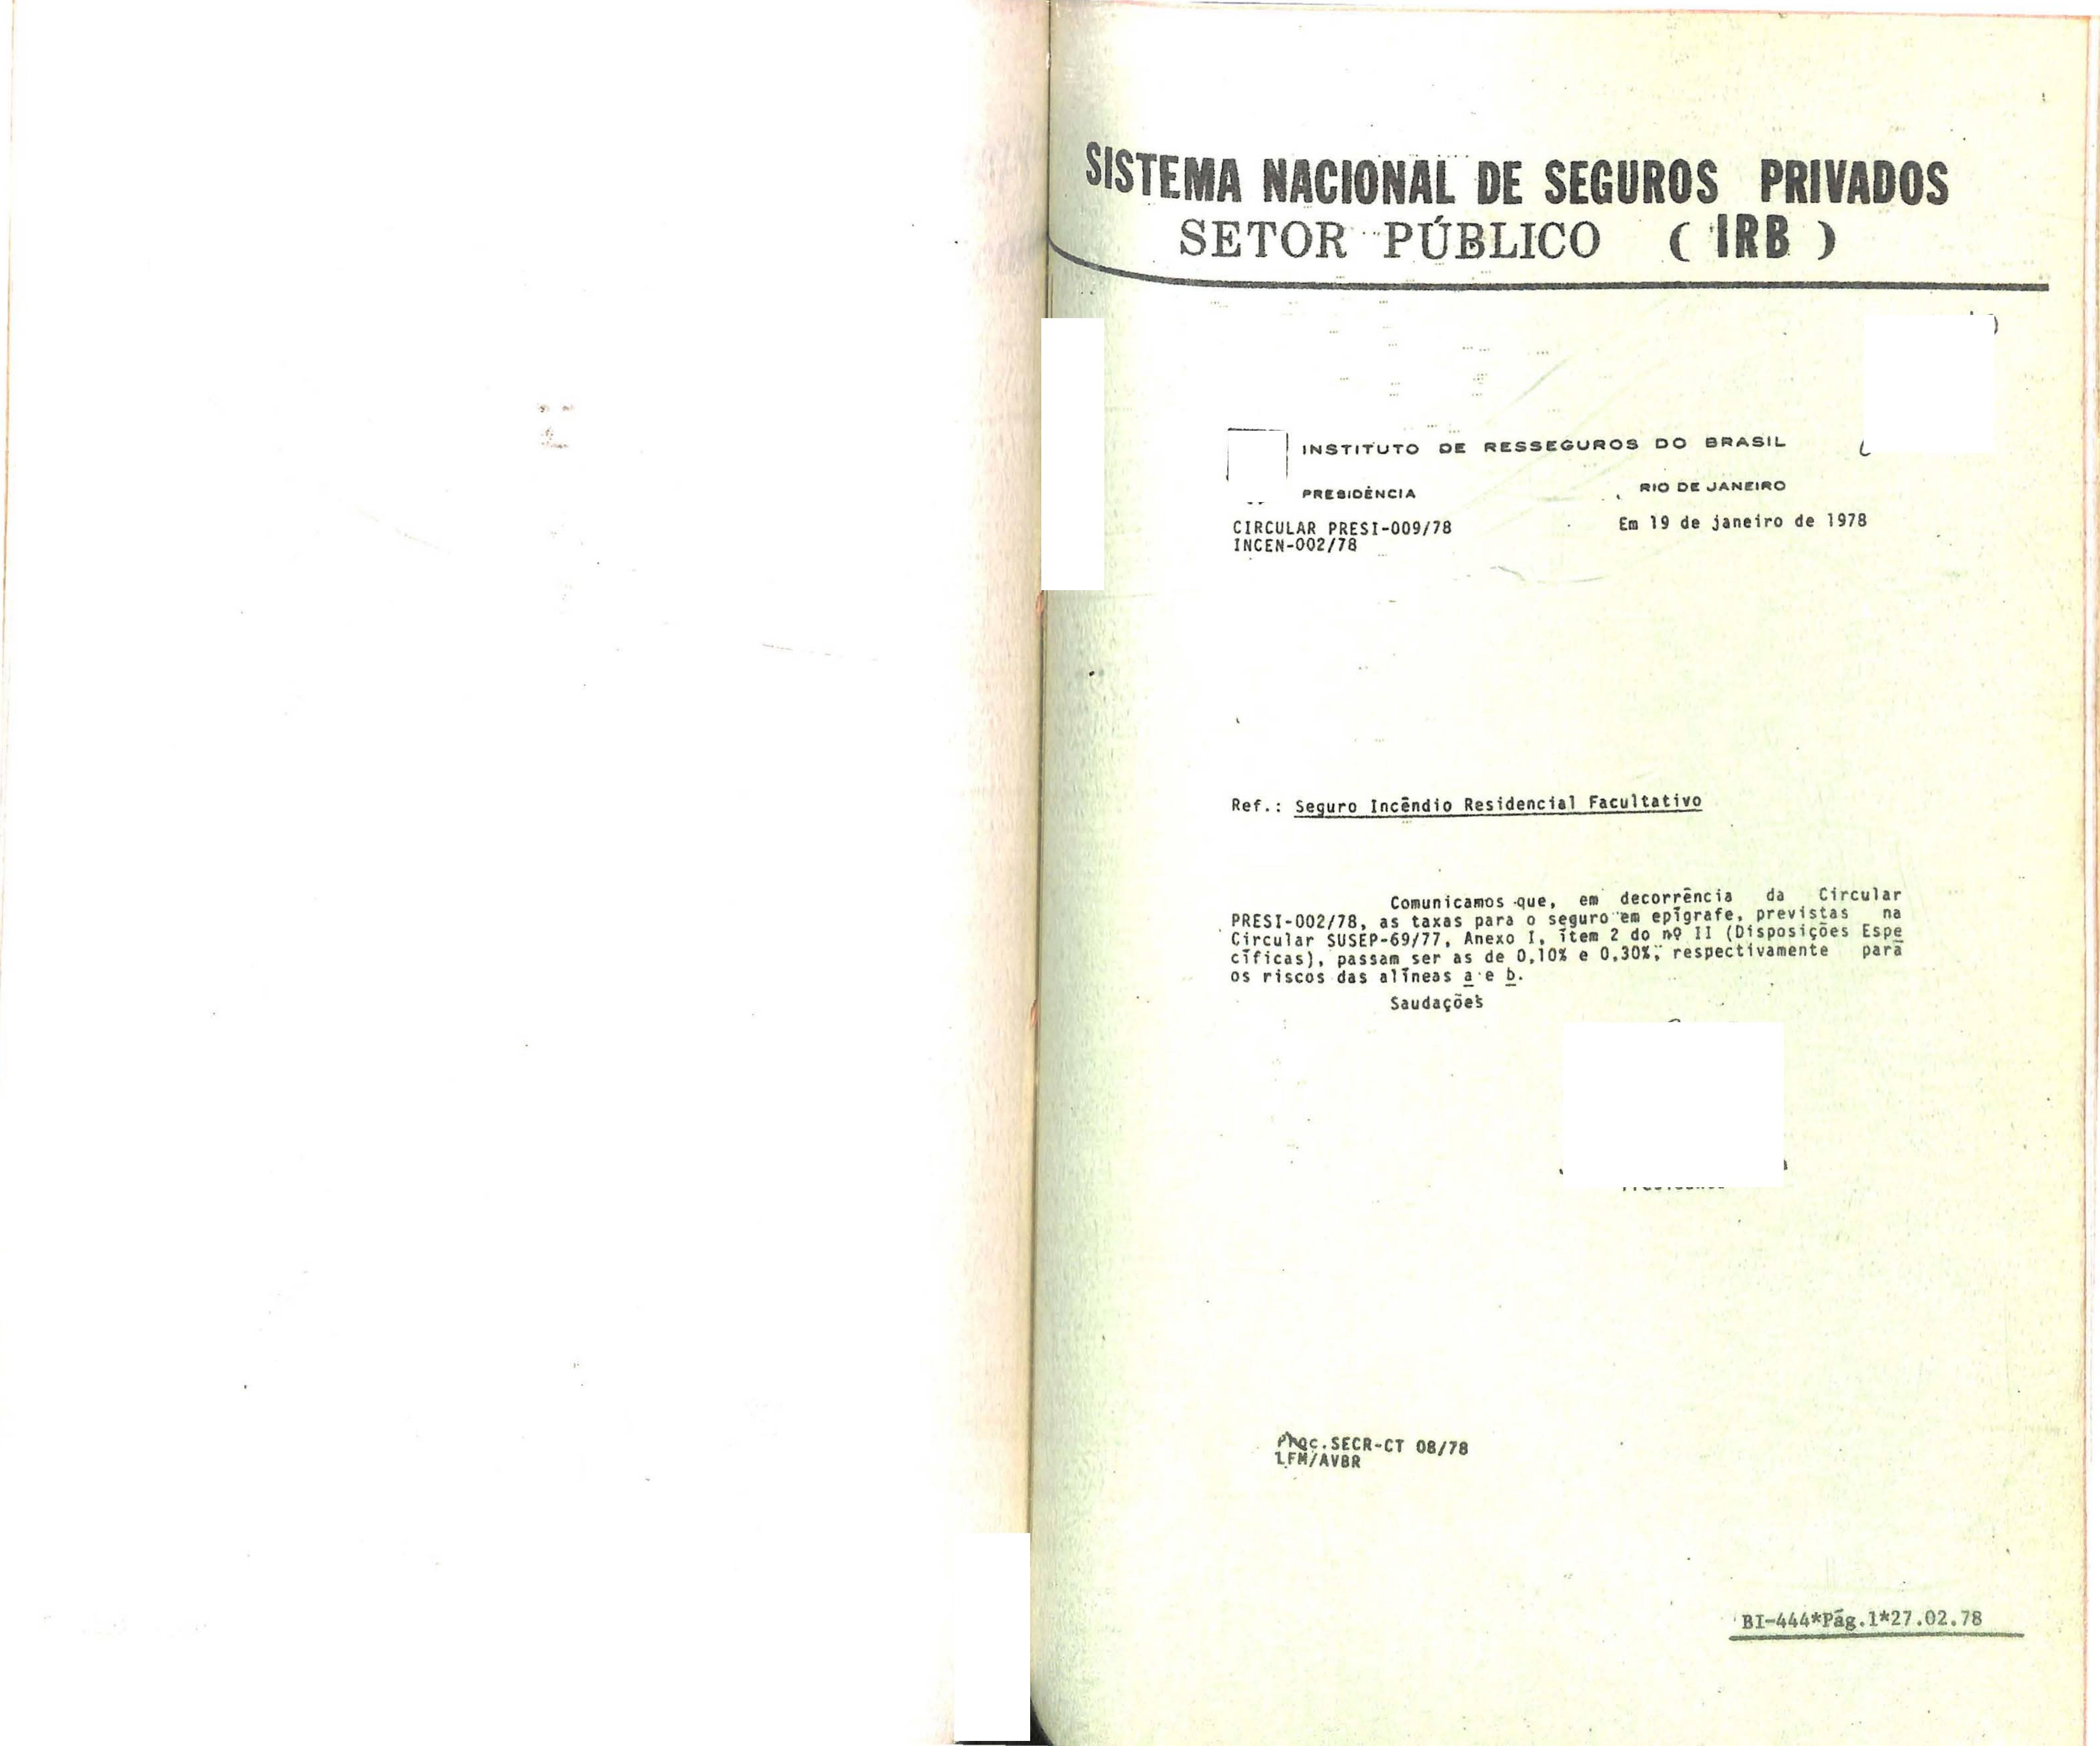 SISTEMA NACIONAL DE SEGUROS PRIVADOS
SETOR PÚBLICO ( IRB )
INSTITUTO DE RESSEGUROS DO BRASIL
PRESIDÊNCIA RIO DE JANEIRO
CIRCULAR PRESI-009/78 Em 19 de janeiro de 1978
INCEN-002/78
Ref.: Seguro Incêndio Residencial Facultativo
Comunicamos que, em decorrência da Circular
PRESI-002/78, as taxas para o seguro em epígrafe, previstas na
Circular SUSEP-69/77, Anexo I, ítem 2 do nº II (Disposições Espe
cíficas), passam ser as de 0,10% e 0,30%, respectivamente para
os riscos das alíneas a e b.
Saudações
Proc.SECR-CT 08/78
LFM/AVBR
BI-444*Pág.1*27.02.78